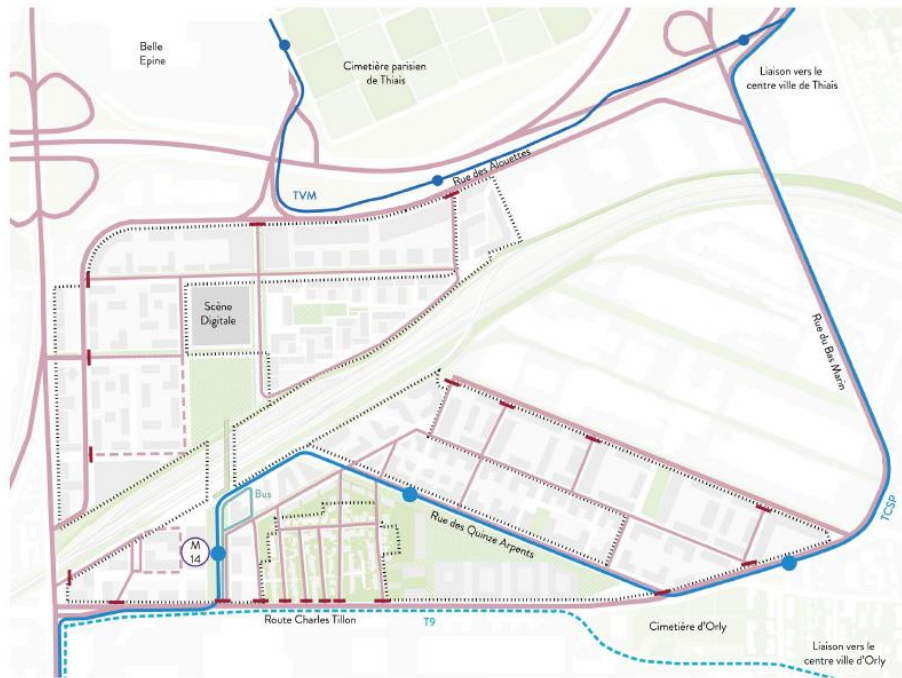 Belle
Epine
Cimetière parisien
de Thiais
Liaison vers le
centre ville de Thiais
Rue des Alouettes
TVM
Scène
Digitale
Rue du Bas Marin
Bus
TCSP
Rue des Quinze Arpents
M
14
Route Charles Tillon
T9
Cimetière d'Orly
Liaison vers le
centre ville d'Orly